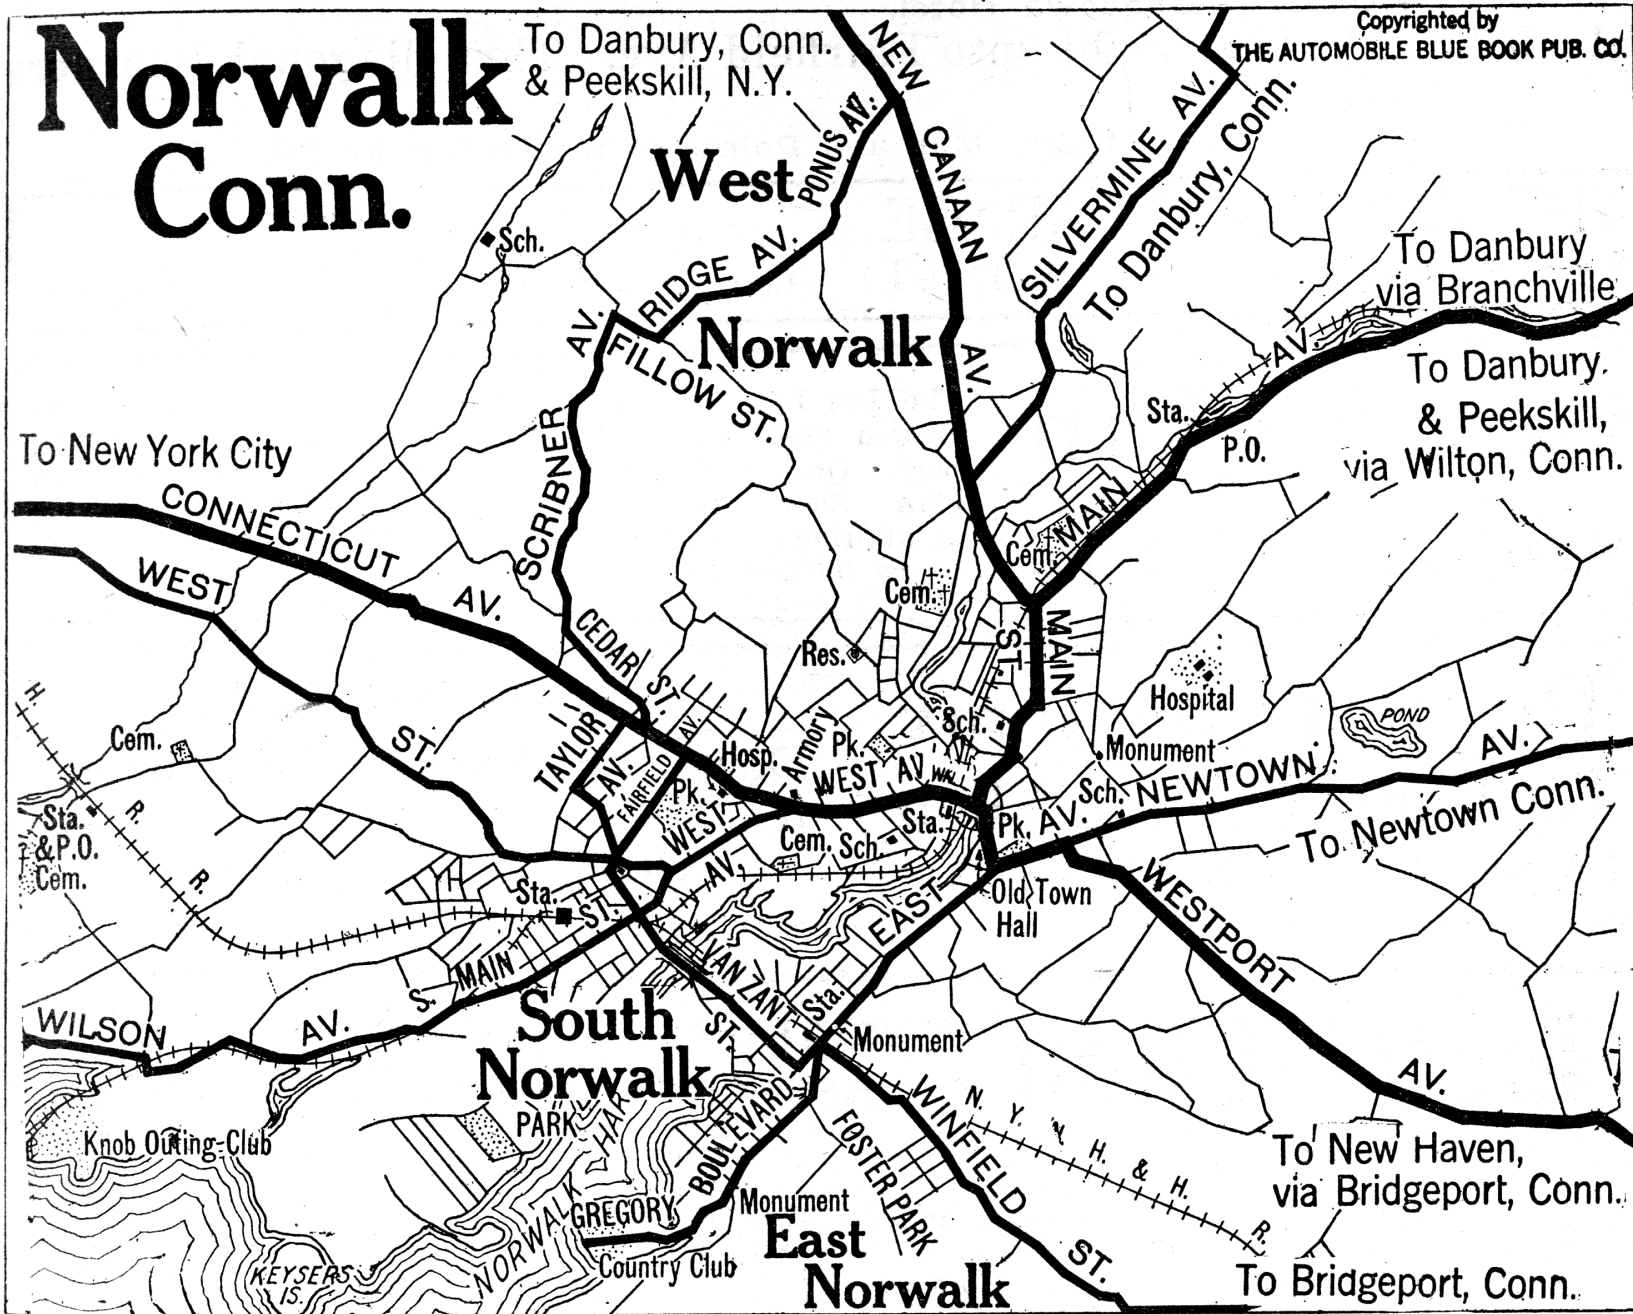 Norwalk
Conn.
To Danbury, Conn.
& Peekskill, N.Y.
Copyrighted by
THE AUTOMOBILE BLUE BOOK PUB. CO.
NEW
CANAAN
AV.
SILVERMINE AV.
To Danbury, Conn.
PONUS AV.
West
Norwalk
Sch.
RIDGE AV.
FILLOW ST.
SCRIBNER
AV.
To Danbury
via Branchville
To Danbury.
& Peekskill,
via Wilton, Conn.
Sta.
P.O.
MAIN
AV.
Cem.
Cem.
To New York City
CONNECTICUT
AV.
WEST
ST.
CEDAR
ST.
Res.
MAIN
ST.
Hospital
Sch.
Monument
POND
NEWTOWN
AV.
AV.
Sch.
To Newtown Conn.
TAYLOR
AV.
FAIRFIELD
AV.
Hosp.
Armory
Pk.
Pk.
WEST AV
WALL
WEST
AV.
Cem.
Sch.
Sta.
Pk.
Old Town
Hall
EAST
WESTPORT
AV.
H.
R.
R.
Cem.
Sta.
& P.O.
Cem.
Sta.
MAIN
ST.
S.
WILSON
AV.
South
Norwalk
VAN ZANT
ST.
Sta.
Monument
PARK
Knob Outing Club
KEYSERS
IS.
NORWALK
HAR
GREGORY
BOULEVARD
Country Club
Monument
FOSTER PARK
East
Norwalk
WINFIELD
ST.
N. Y. N. H. & H. R.
To New Haven,
via Bridgeport, Conn.
To Bridgeport, Conn.